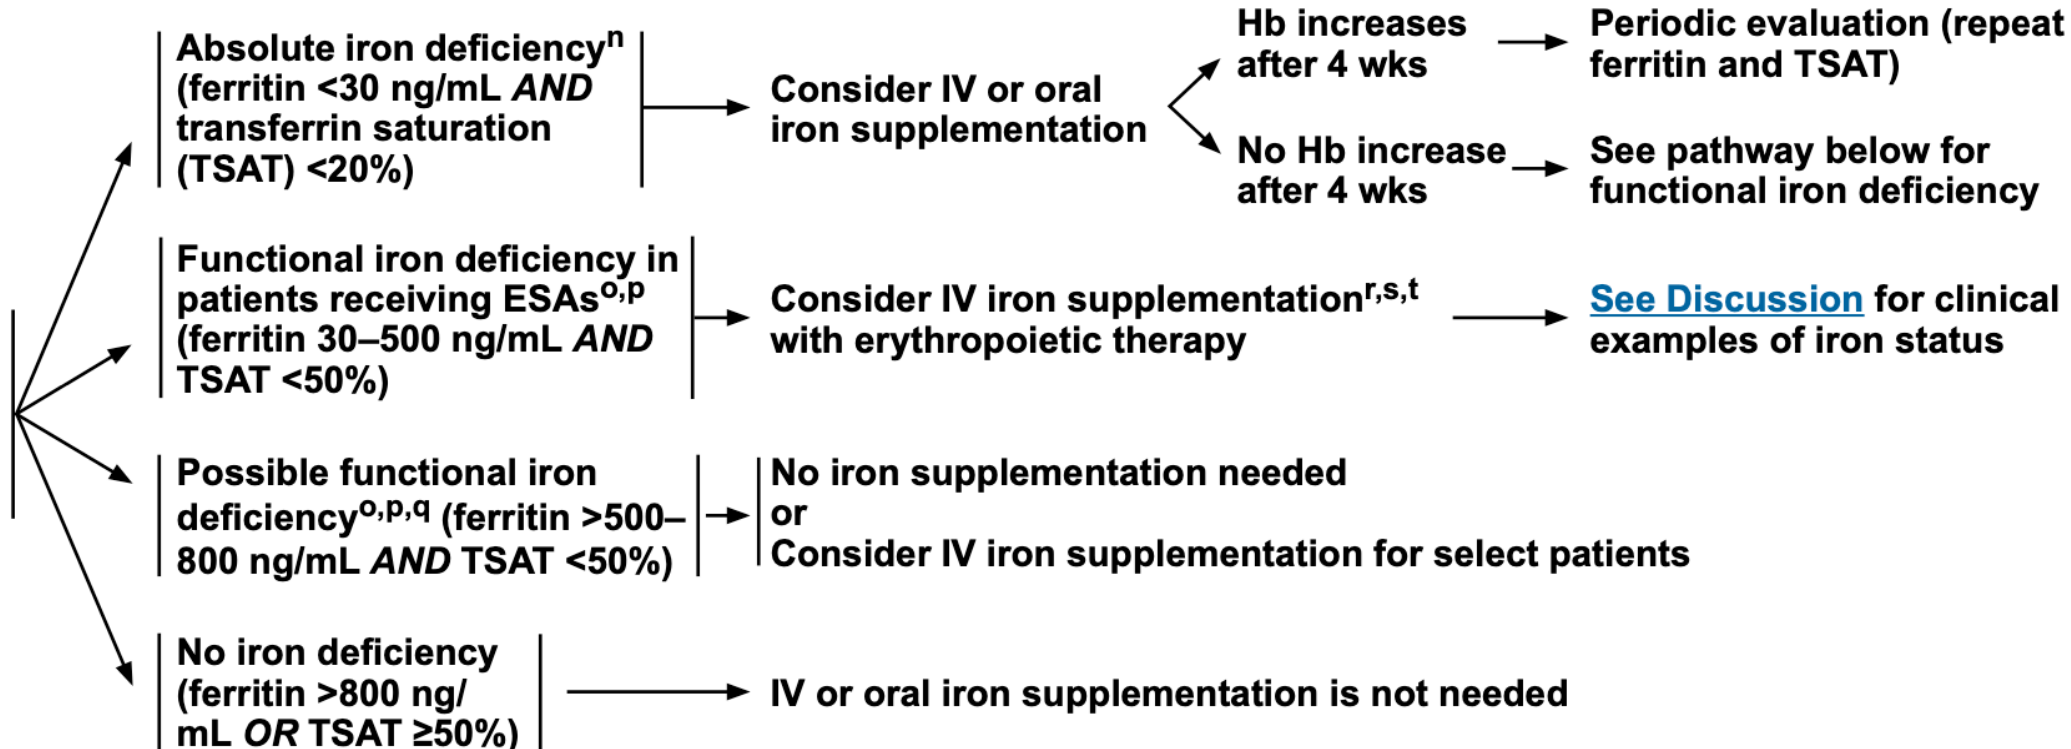 Absolute iron deficiencyⁿ
(ferritin <30 ng/mL AND
transferrin saturation
(TSAT) <20%)
Consider IV or oral
iron supplementation
Hb increases
after 4 wks
Periodic evaluation (repeat
ferritin and TSAT)
No Hb increase
after 4 wks
See pathway below for
functional iron deficiency
Functional iron deficiency in
patients receiving ESAsᵒ,ᵖ
(ferritin 30–500 ng/mL AND
TSAT <50%)
Consider IV iron supplementationʳ,ˢ,ᵗ
with erythropoietic therapy
See Discussion for clinical
examples of iron status
Possible functional iron
deficiencyᵒ,ᵖ,q (ferritin >500–
800 ng/mL AND TSAT <50%)
No iron supplementation needed
or
Consider IV iron supplementation for select patients
No iron deficiency
(ferritin >800 ng/
mL OR TSAT ≥50%)
IV or oral iron supplementation is not needed